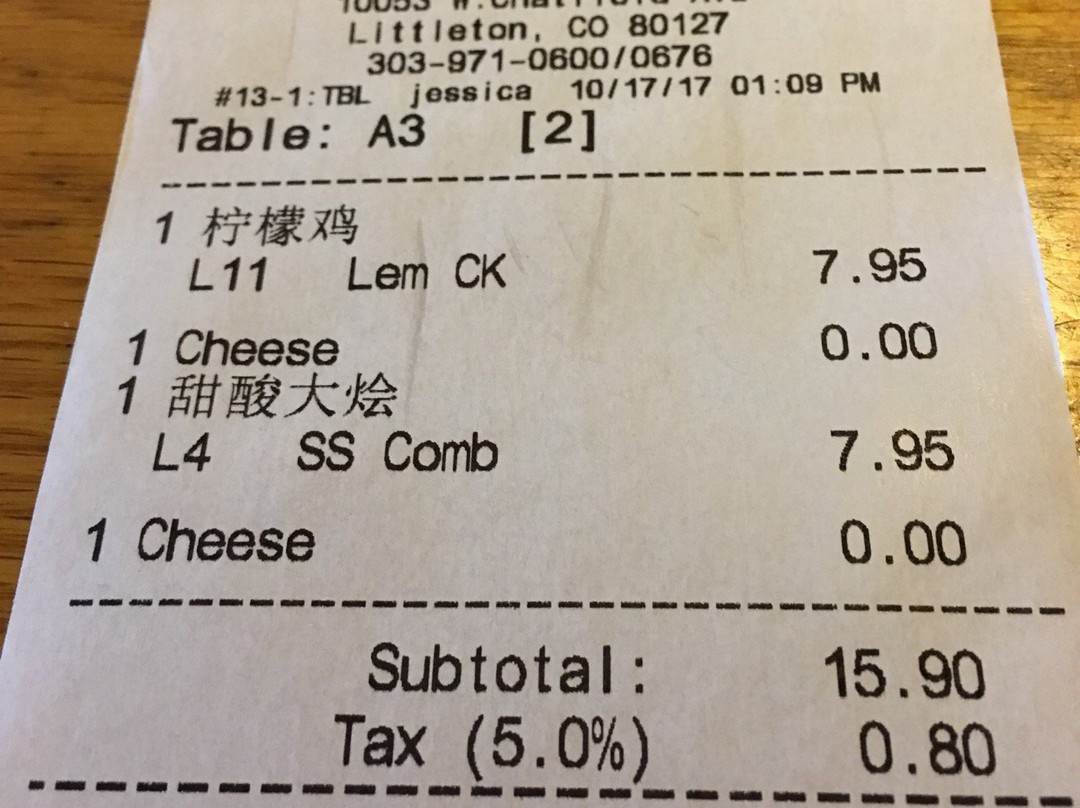 Littleton, CO 80127
303-971-0600/0676
#13-1:TBL jessica 10/17/17 01:09 PM
Table: A3 [2]
1 柠檬鸡
L11 Lem CK 7.95
1 Cheese 0.00
1 甜酸大烩
L4 SS Comb 7.95
1 Cheese 0.00
Subtotal: 15.90
Tax (5.0%) 0.80